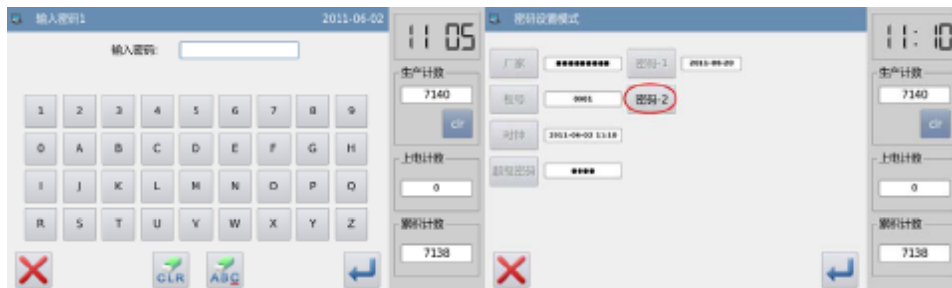 输入密码1 2011-06-02
输入密码:
11 05
生产计数
7140
clr
上电计数
0
累积计数
7138
1 2 3 4 5 6 7 8 9
0 A B C D E F G H
I J K L M N O P Q
R S T U V W X Y Z
CLR ABC
密码设置模式
厂家 ●●●●●●●●● 密码-1 2011-06-20
板号 0001 密码-2
时钟 2011-06-02 11:10
超级密码 ●●●●
11:10
生产计数
7140
clr
上电计数
0
累积计数
7138